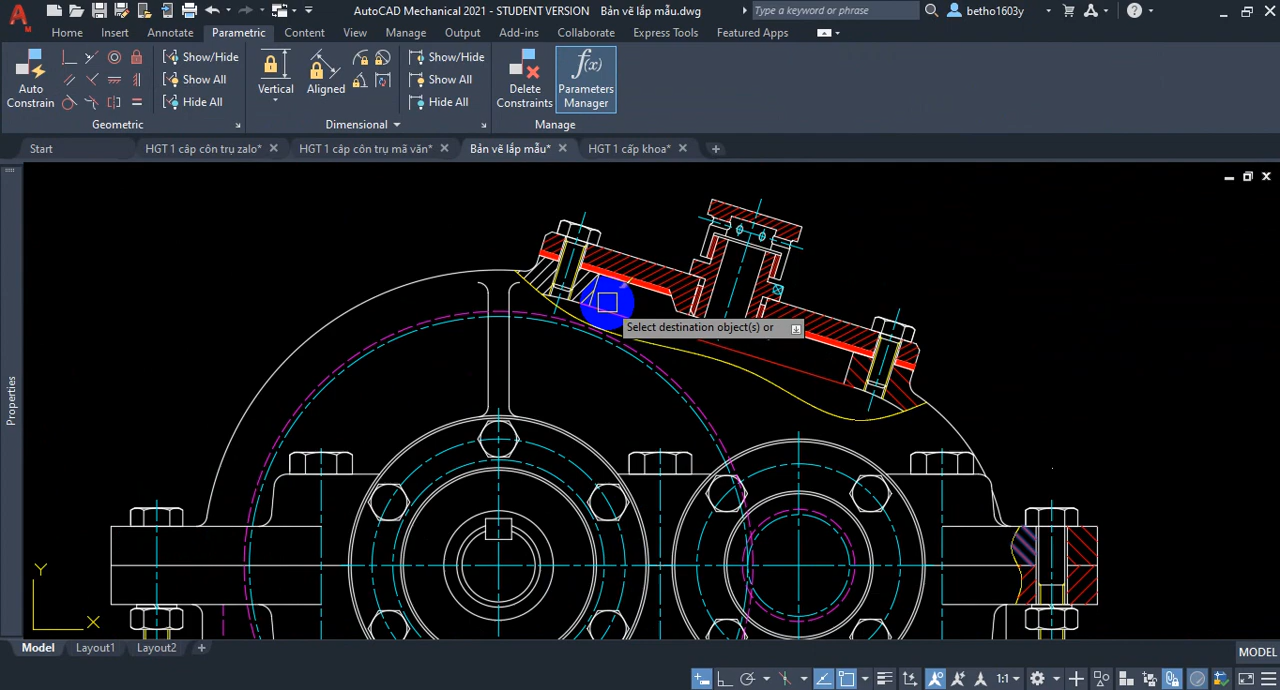 AutoCAD Mechanical 2021 - STUDENT VERSION Bản vẽ lắp mẫu.dwg
Type a keyword or phrase
betho1603y
Home Insert Annotate Parametric Content View Manage Output Add-ins Collaborate Express Tools Featured Apps
Auto
Constrain
Show/Hide
Show All
Hide All
Geometric
Vertical
Aligned
Show/Hide
Show All
Hide All
Dimensional
Delete
Constraints
f(x)
Parameters
Manager
Manage
Start HGT 1 câp côn trụ zalo* HGT 1 câp côn trụ mã văn* Bản vẽ lắp mẫu* HGT 1 cấp khoa*
Properties
Select destination object(s) or
Y
X
Model Layout1 Layout2
MODEL
1:1